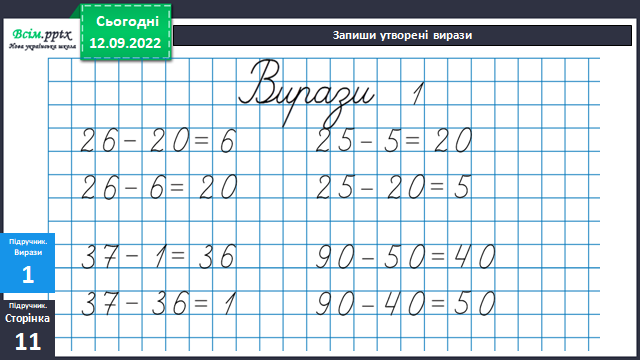 Всім.pptx
Нова українська школа
Сьогодні
12.09.2022
Запиши утворені вирази
Вирази 1
26 - 20 = 6 25 - 5 = 20
26 - 6 = 20 25 - 20 = 5
37 - 1 = 36 90 - 50 = 40
37 - 36 = 1 90 - 40 = 50
Підручник.
Вирази
1
Підручник.
Сторінка
11